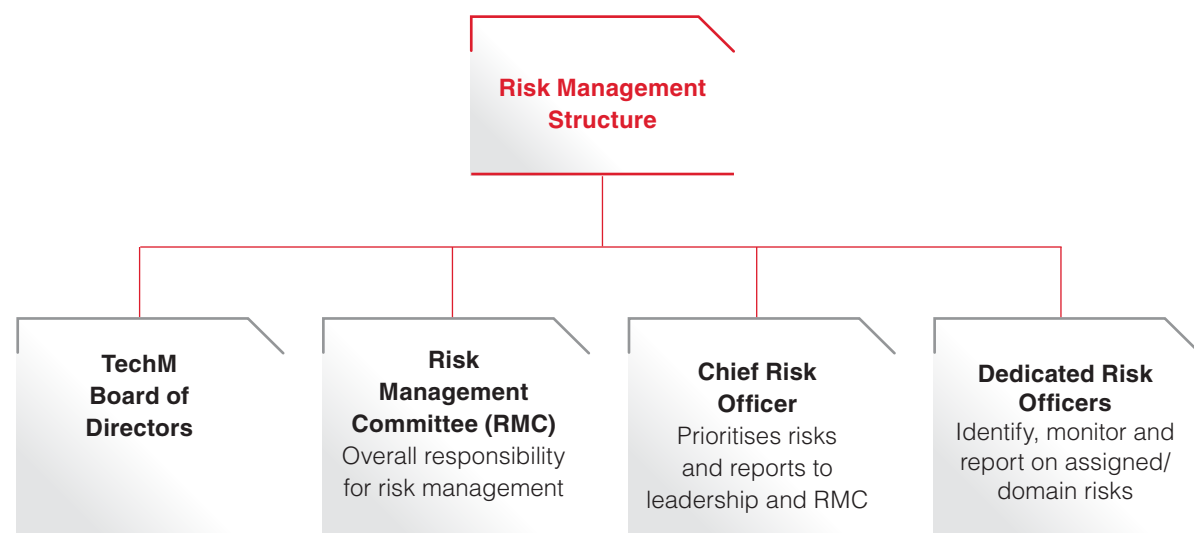 Risk Management
Structure
TechM
Board of
Directors
Risk
Management
Committee (RMC)
Overall responsibility
for risk management
Chief Risk
Officer
Prioritises risks
and reports to
leadership and RMC
Dedicated Risk
Officers
Identify, monitor and
report on assigned/
domain risks